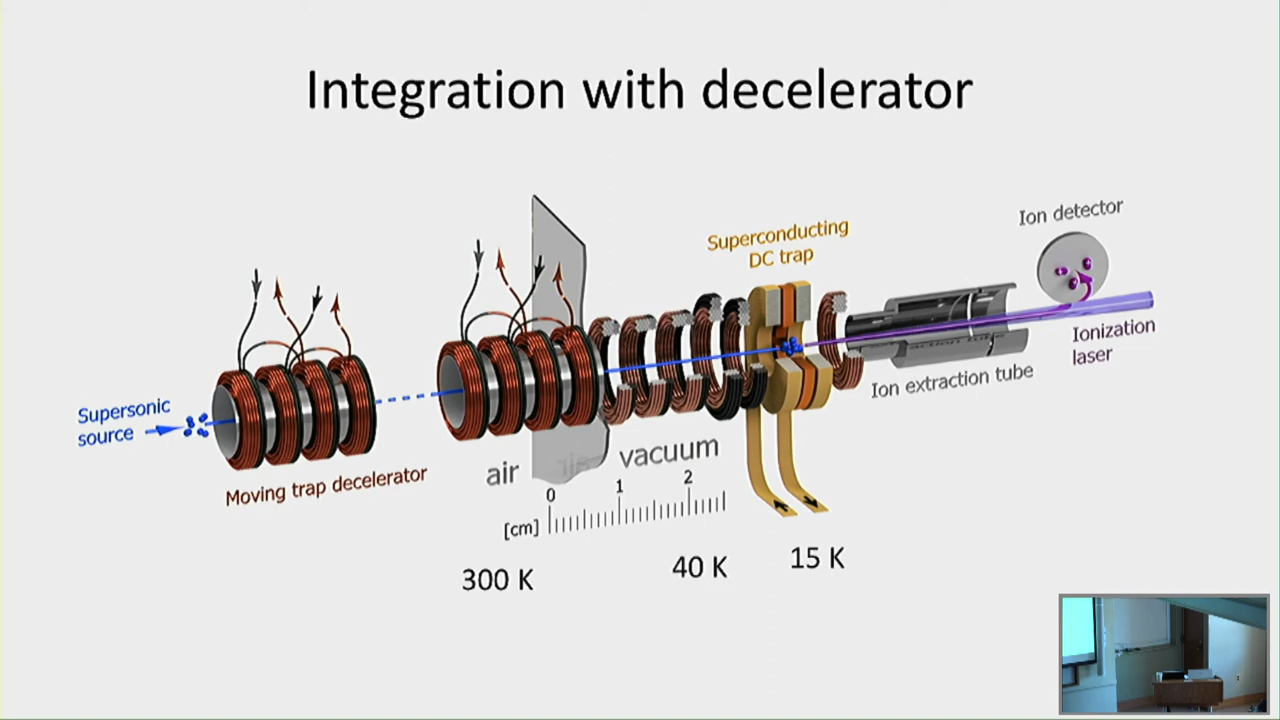 Integration with decelerator
Ion detector
Superconducting
DC trap
Ionization
laser
Ion extraction tube
Supersonic
source
Moving trap decelerator
air
vacuum
0 1 2
[cm]
300 K
40 K
15 K